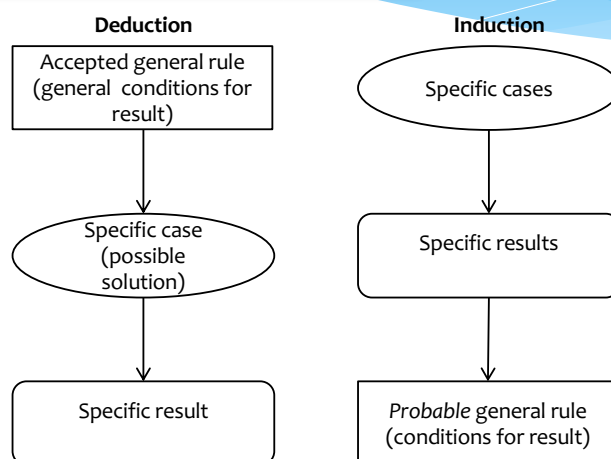 Deduction
Accepted general rule
(general conditions for
result)
Specific case
(possible
solution)
Specific result
Induction
Specific cases
Specific results
Probable general rule
(conditions for result)